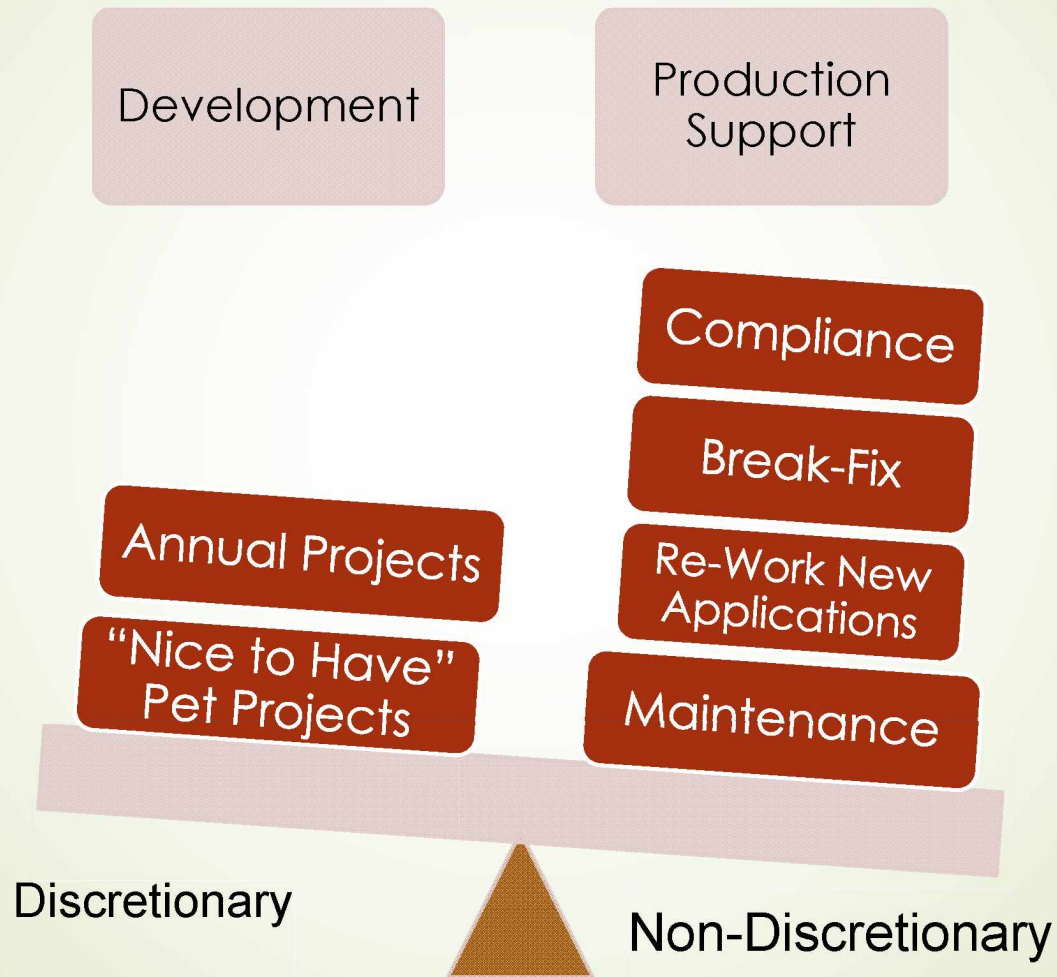 Development
Production
Support
Compliance
Break-Fix
Re-Work New
Applications
Maintenance
Annual Projects
“Nice to Have”
Pet Projects
Discretionary
Non-Discretionary